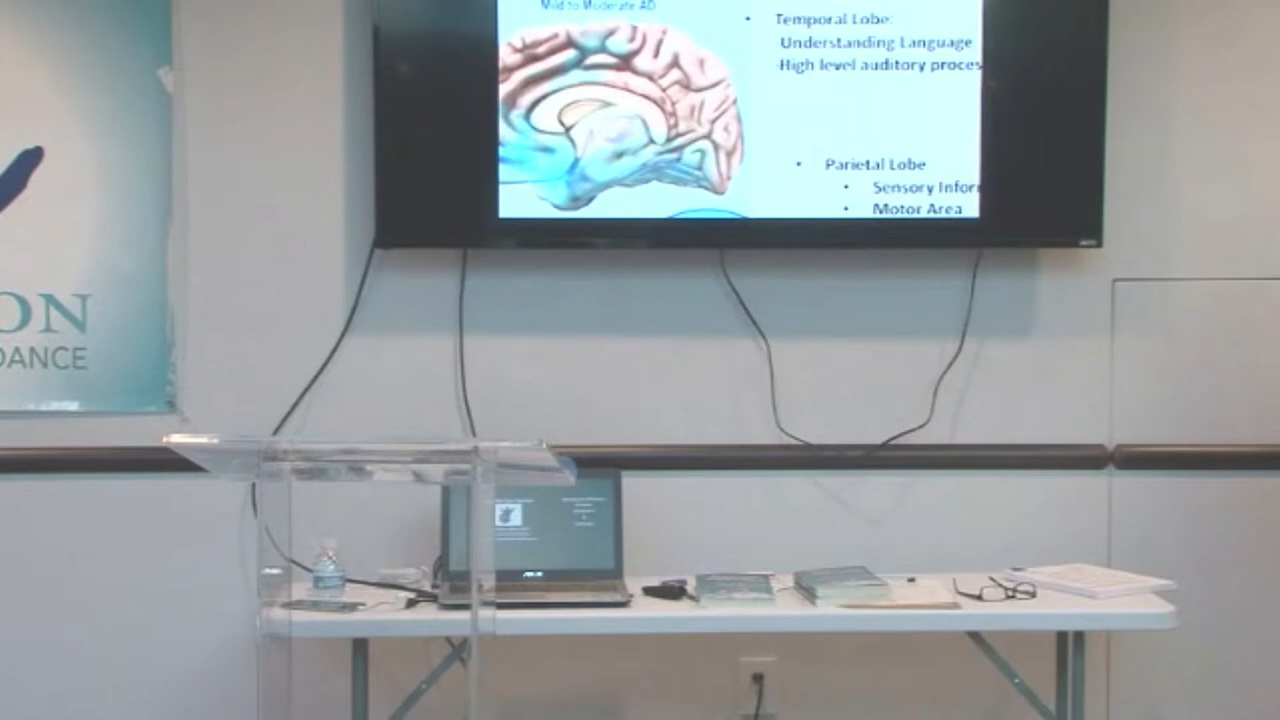 Mild to Moderate AD
• Temporal Lobe:
Understanding Language
-High level auditory proces
• Parietal Lobe
• Sensory Infor
• Motor Area
ON
DANCE
ASUS